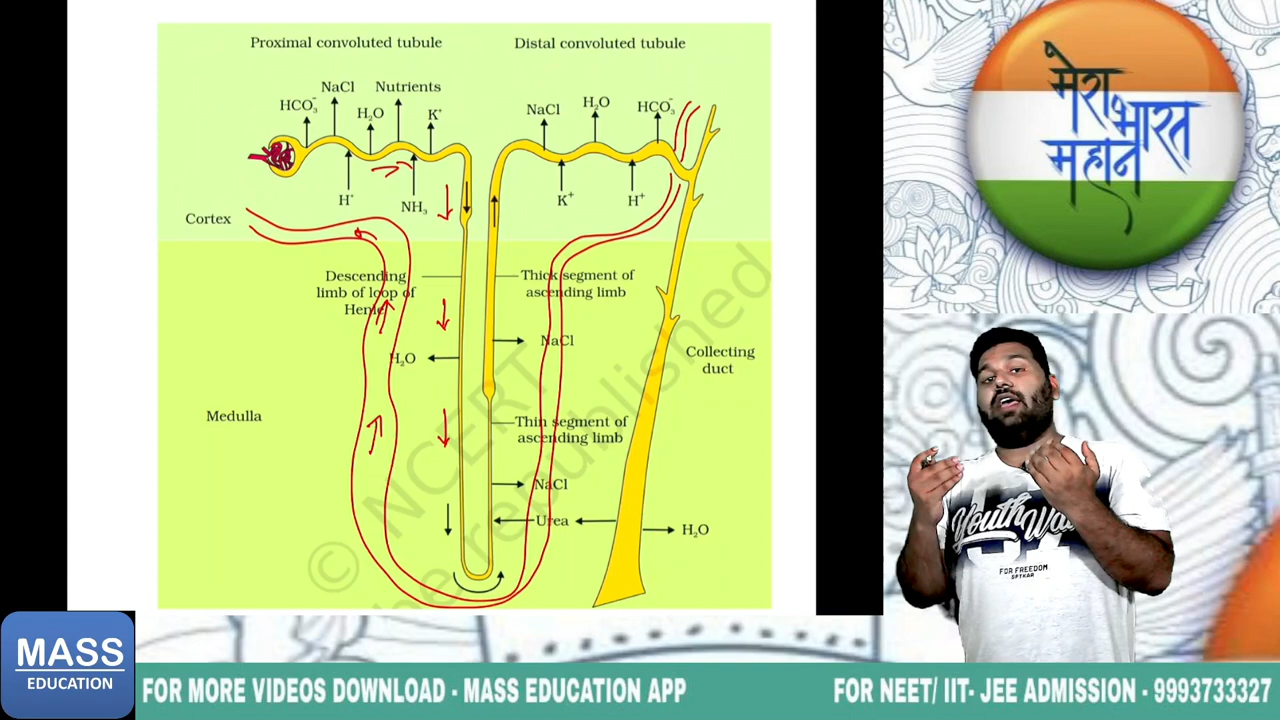 Proximal convoluted tubule
Distal convoluted tubule
HCO₃⁻
NaCl
H₂O
Nutrients
K⁺
NaCl
H₂O
HCO₃⁻
H⁺
NH₃
K⁺
H⁺
Cortex
Descending
limb of loop of
Henle
Thick segment of
ascending limb
H₂O
NaCl
Collecting
duct
Medulla
Thin segment of
ascending limb
NaCl
Urea
H₂O
© NCERT
be republished
मेरा
भारत
महान
Youth
FOR FREEDOM
MASS
EDUCATION
FOR MORE VIDEOS DOWNLOAD - MASS EDUCATION APP
FOR NEET/ IIT- JEE ADMISSION - 9993733327